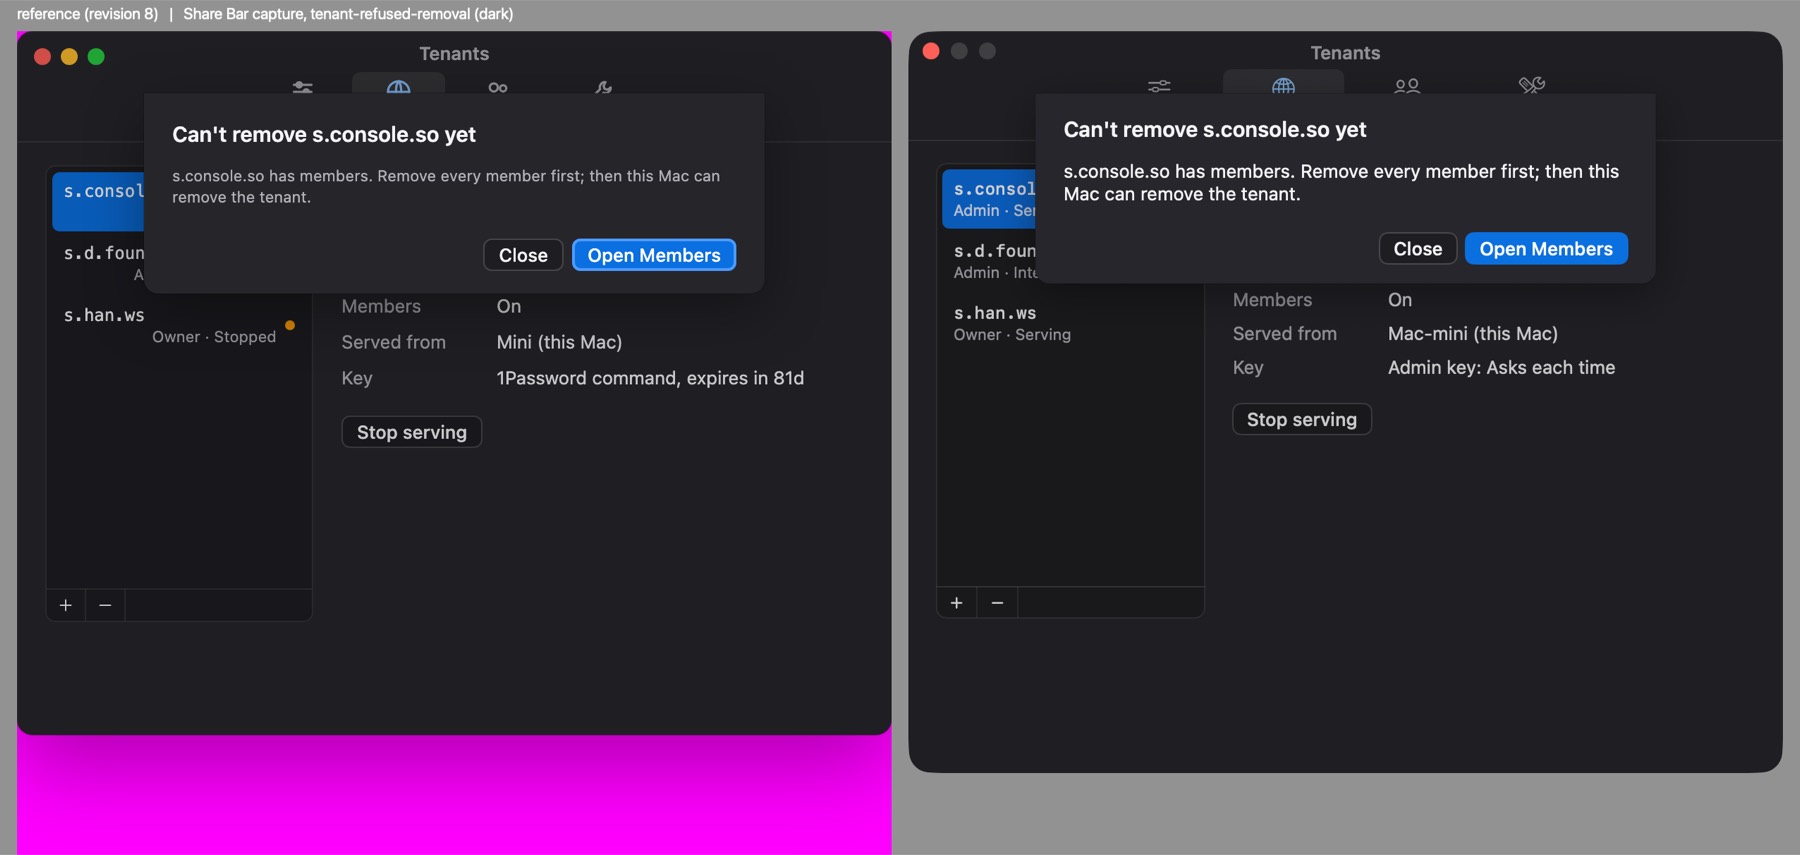 reference (revision 8) | Share Bar capture, tenant-refused-removal (dark)
Tenants
Can't remove s.console.so yet
s.console.so has members. Remove every member first; then this Mac can
remove the tenant.
Close
Open Members
s.consol
s.d.foun
A
s.han.ws
Owner · Stopped
Members On
Served from Mini (this Mac)
Key 1Password command, expires in 81d
Stop serving
+ −
Tenants
Can't remove s.console.so yet
s.console.so has members. Remove every member first; then this
Mac can remove the tenant.
Close
Open Members
s.consol
Admin · Ser
s.d.foun
Admin · Inte
s.han.ws
Owner · Serving
Members On
Served from Mac-mini (this Mac)
Key Admin key: Asks each time
Stop serving
+ −